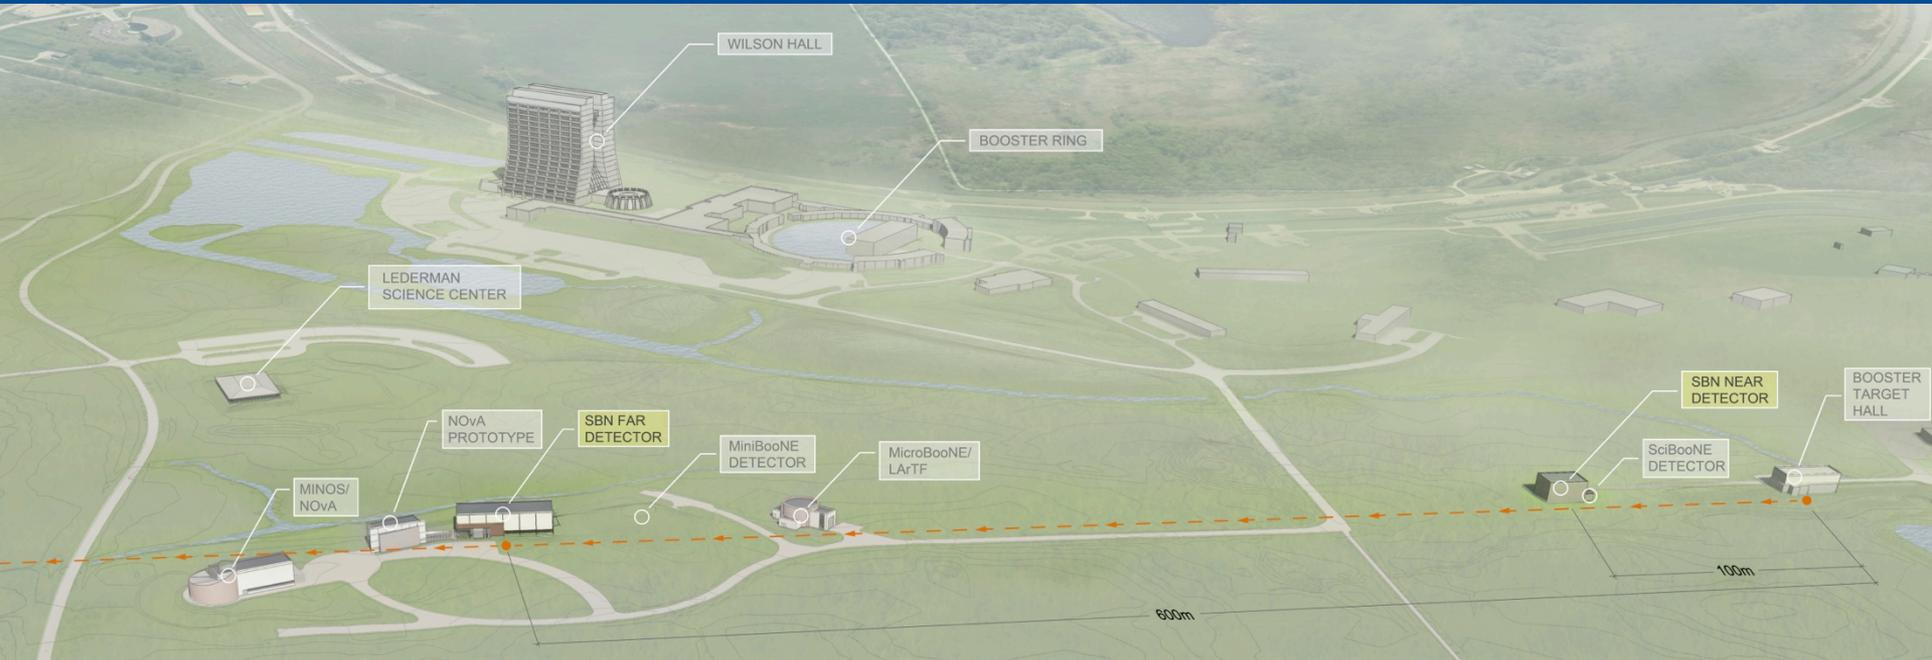 WILSON HALL
BOOSTER RING
LEDERMAN
SCIENCE CENTER
SBN NEAR
DETECTOR
BOOSTER
TARGET
HALL
NOvA
PROTOTYPE
SBN FAR
DETECTOR
MiniBooNE
DETECTOR
MicroBooNE/
LArTF
SciBooNE
DETECTOR
MINOS/
NOvA
100m
600m